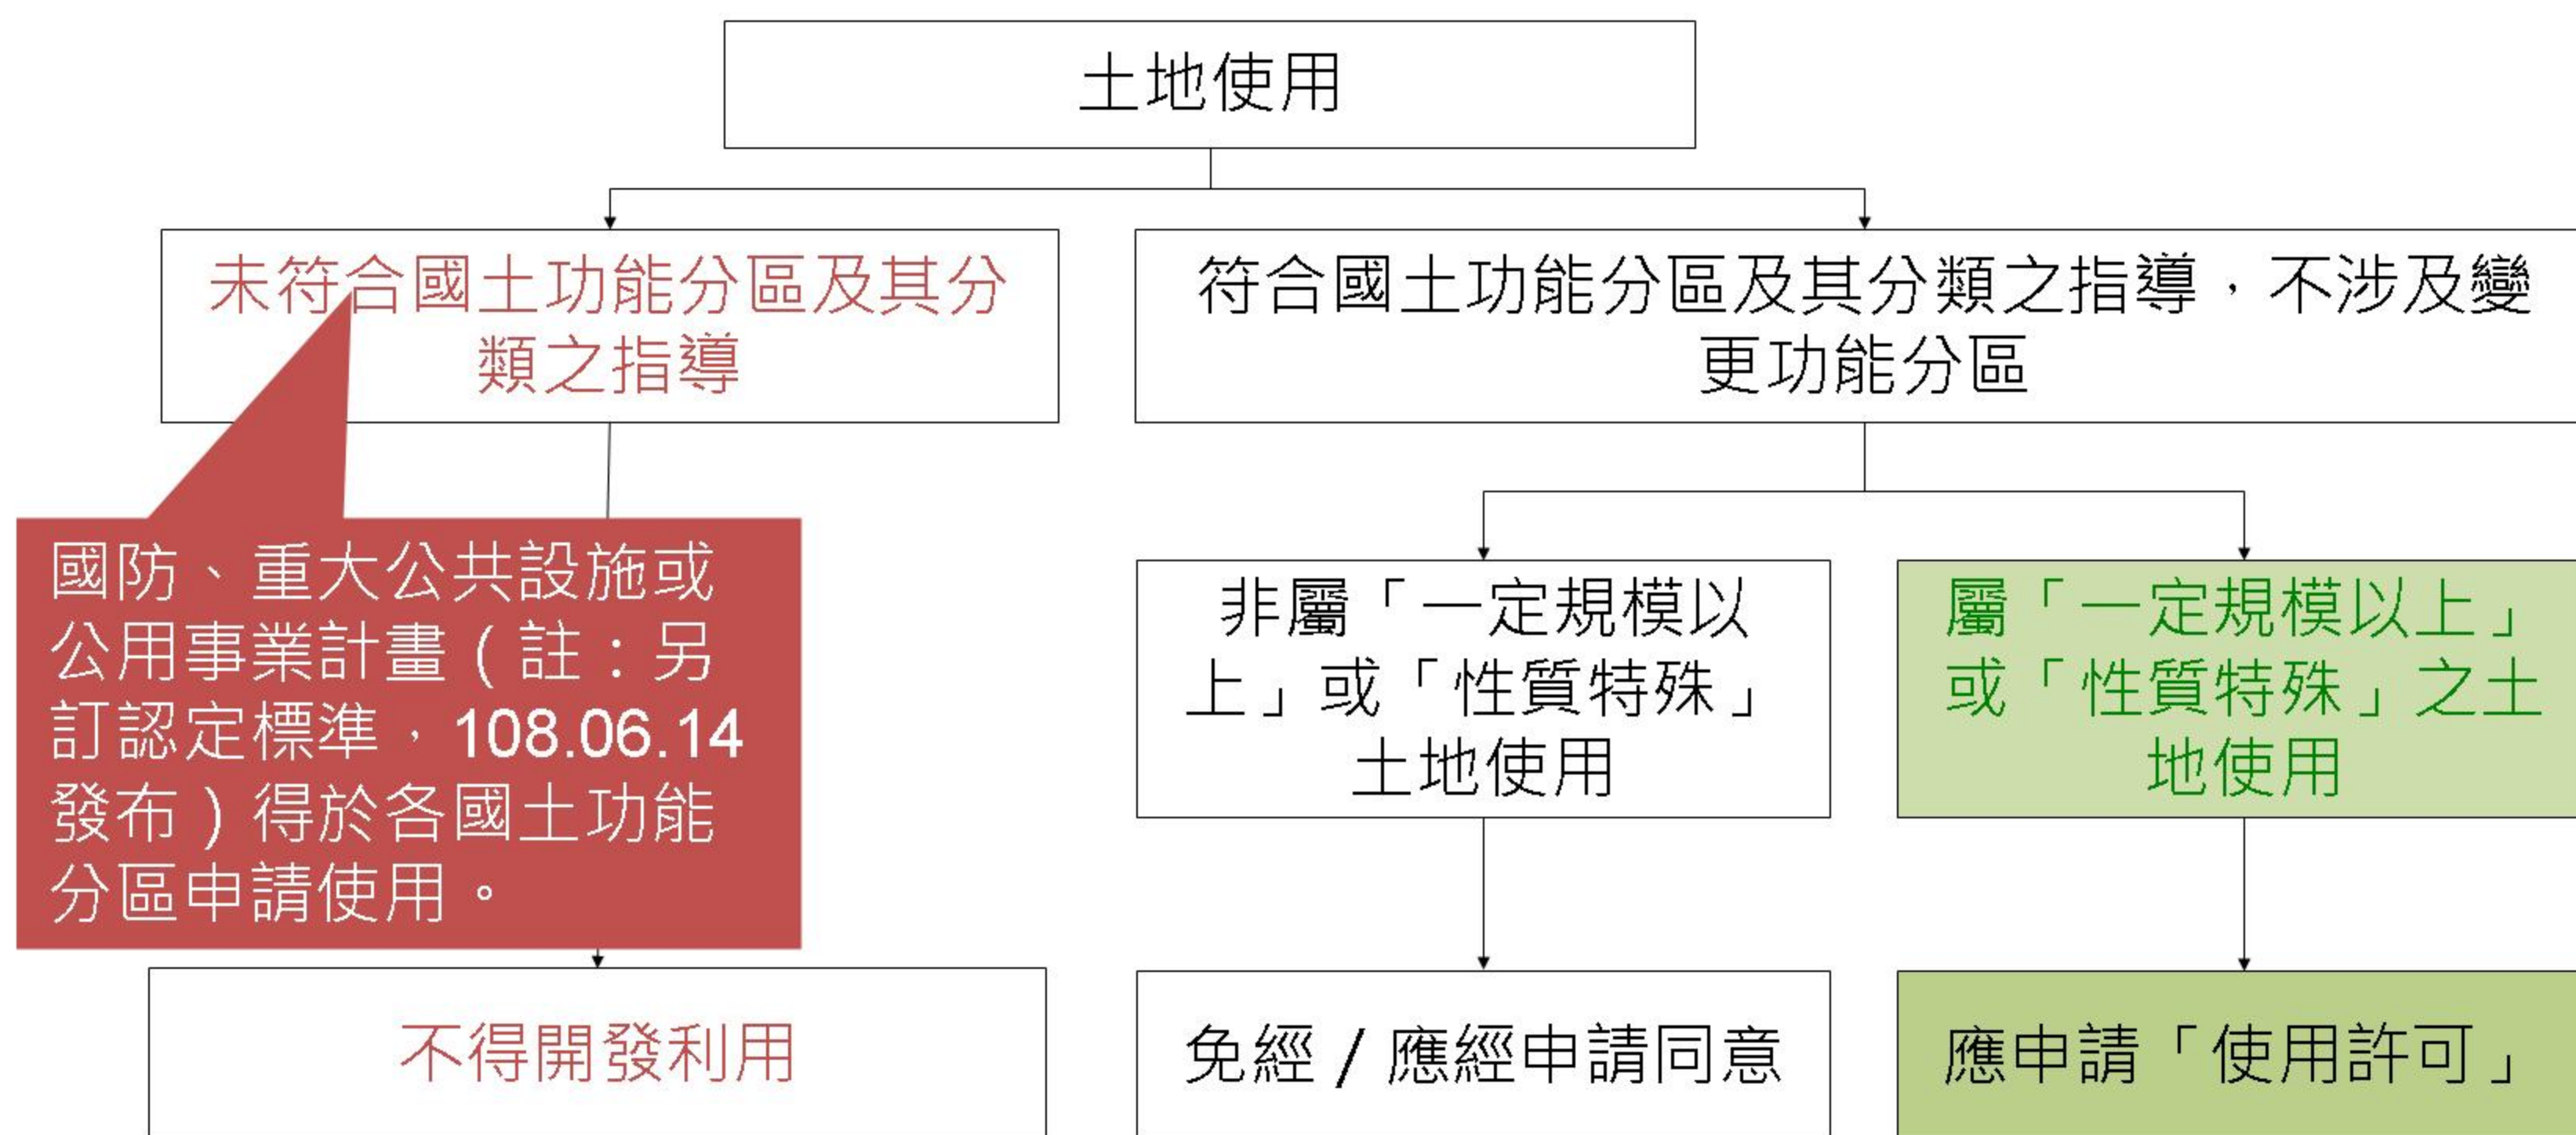 土地使用
未符合國土功能分區及其分
類之指導
符合國土功能分區及其分類之指導，不涉及變
更功能分區
國防、重大公共設施或
公用事業計畫（註：另
訂認定標準，108.06.14
發布）得於各國土功能
分區申請使用。
非屬「一定規模以
上」或「性質特殊」
土地使用
屬「一定規模以上」
或「性質特殊」之土
地使用
不得開發利用
免經／應經申請同意
應申請「使用許可」